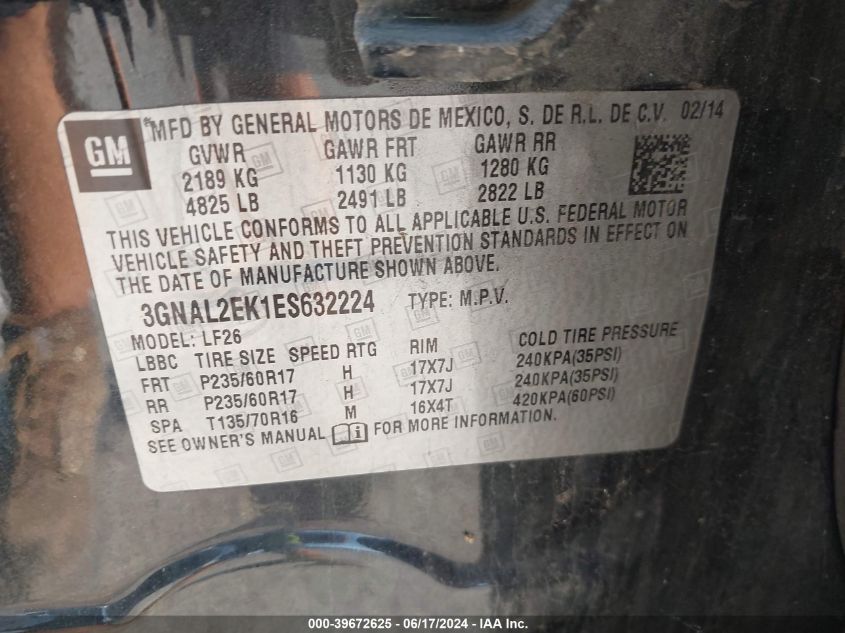 GM
MFD BY GENERAL MOTORS DE MEXICO, S. DE R.L. DE C.V. 02/14
GVWR GAWR FRT GAWR RR
2189 KG 1130 KG 1280 KG
4825 LB 2491 LB 2822 LB
THIS VEHICLE CONFORMS TO ALL APPLICABLE U.S. FEDERAL MOTOR
VEHICLE SAFETY AND THEFT PREVENTION STANDARDS IN EFFECT ON
THE DATE OF MANUFACTURE SHOWN ABOVE.
3GNAL2EK1ES632224 TYPE: M.P.V.
MODEL: LF26
LBBC TIRE SIZE SPEED RTG RIM COLD TIRE PRESSURE
FRT P235/60R17 H 17X7J 240KPA(35PSI)
RR P235/60R17 H 17X7J 240KPA(35PSI)
SPA T135/70R16 M 16X4T 420KPA(60PSI)
SEE OWNER'S MANUAL i FOR MORE INFORMATION.
000-39672625 - 06/17/2024 - IAA Inc.